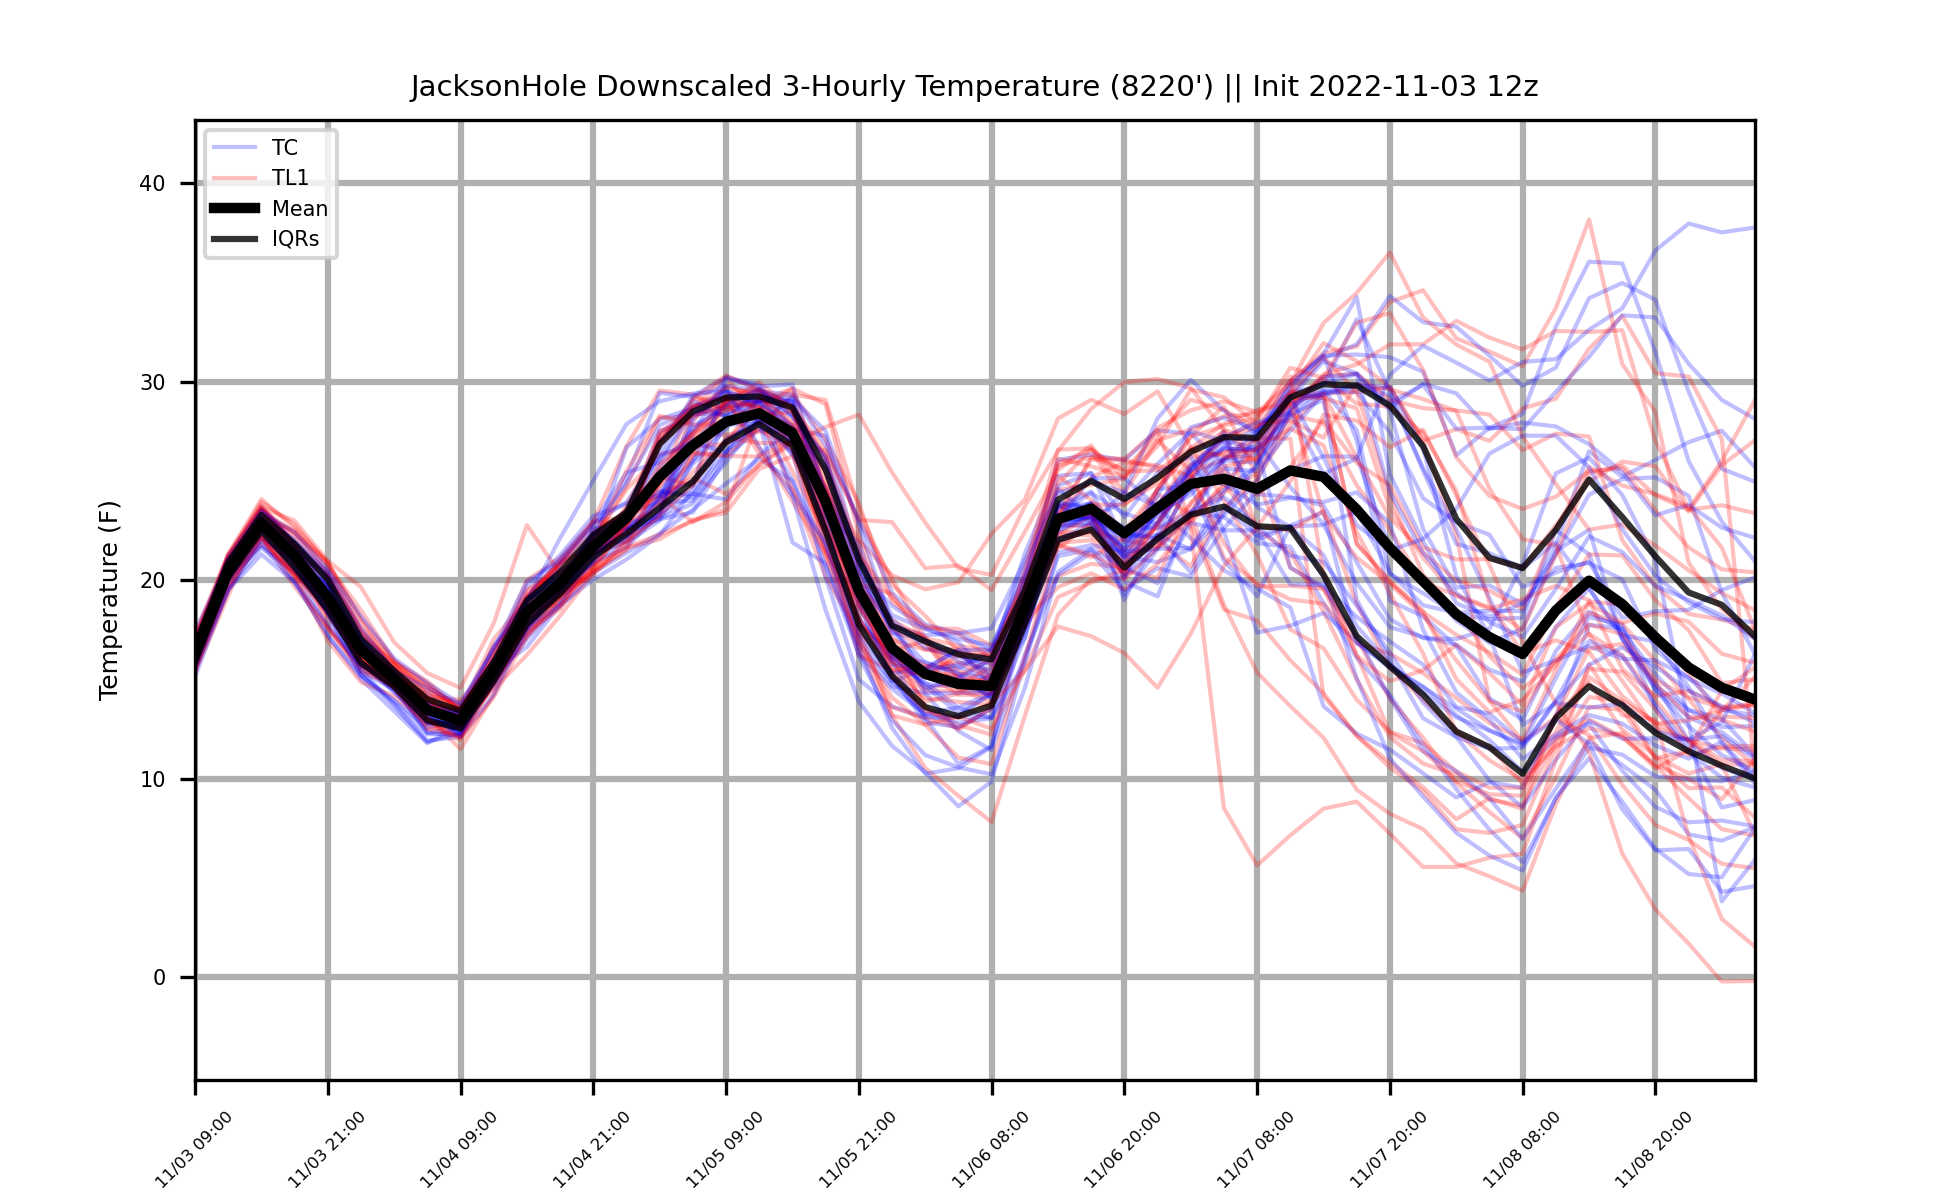 JacksonHole Downscaled 3-Hourly Temperature (8220') || Init 2022-11-03 12z
TC
TL1
Mean
IQRs
Temperature (F)
40
30
20
10
0
11/03 09:00
11/03 21:00
11/04 09:00
11/04 21:00
11/05 09:00
11/05 21:00
11/06 08:00
11/06 20:00
11/07 08:00
11/07 20:00
11/08 08:00
11/08 20:00